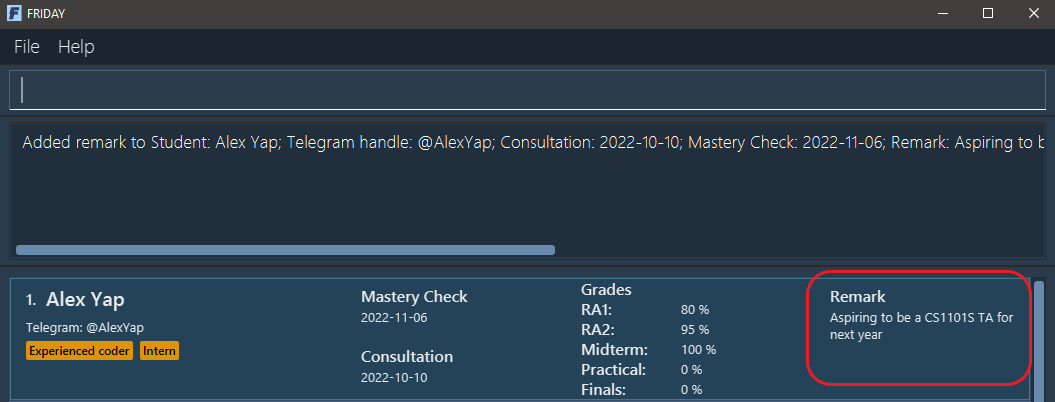 FRIDAY
File Help
Added remark to Student: Alex Yap; Telegram handle: @AlexYap; Consultation: 2022-10-10; Mastery Check: 2022-11-06; Remark: Aspiring to b
1. Alex Yap
Telegram: @AlexYap
Experienced coder Intern
Mastery Check
2022-11-06
Consultation
2022-10-10
Grades
RA1: 80 %
RA2: 95 %
Midterm: 100 %
Practical: 0 %
Finals: 0 %
Remark
Aspiring to be a CS1101S TA for
next year